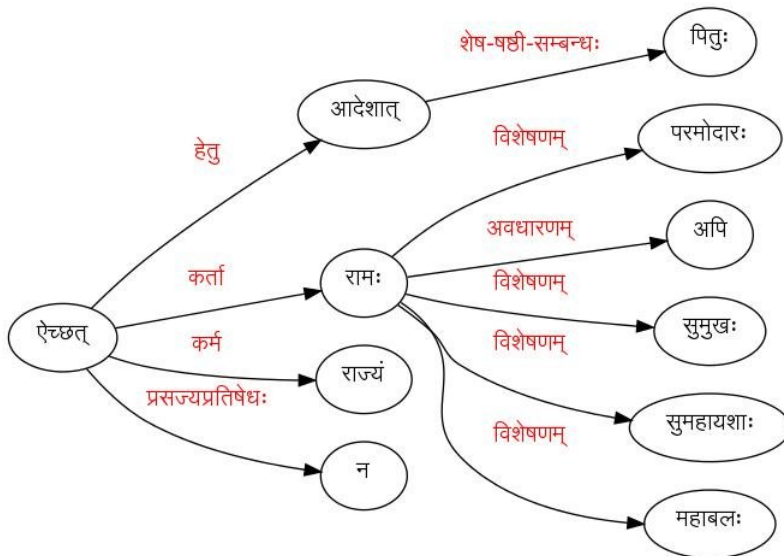 शेष-षष्ठी-सम्बन्धः
पितुः
आदेशात्
हेतु
विशेषणम्
परमोदारः
अवधारणम्
अपि
कर्ता
रामः
विशेषणम्
सुमुखः
ऐच्छत्
कर्म
राज्यं
विशेषणम्
सुमहायशाः
प्रसज्यप्रतिषेधः
न
विशेषणम्
महाबलः